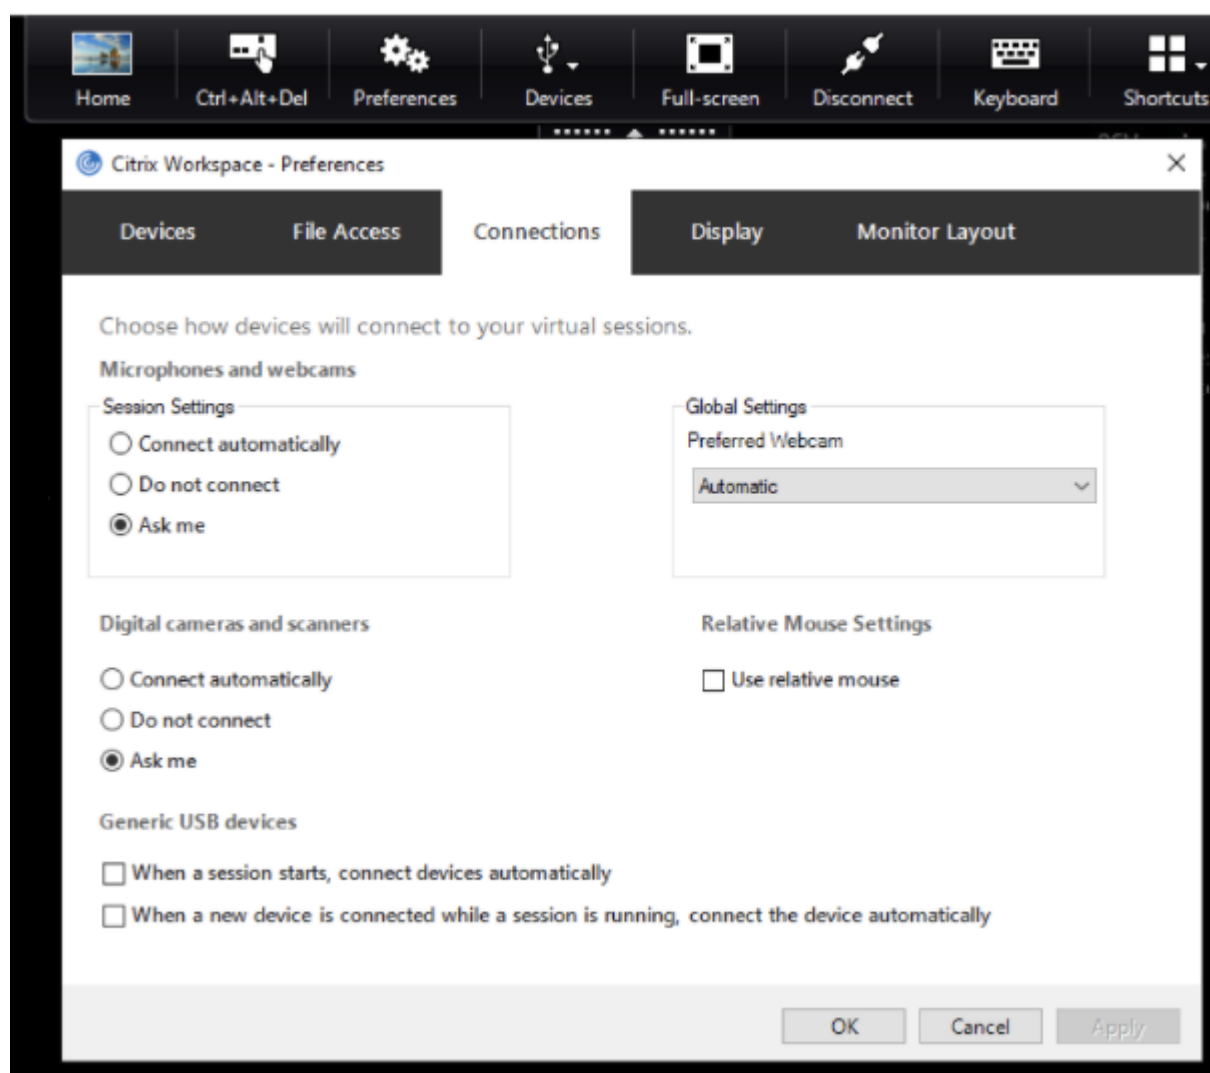 Home Ctrl+Alt+Del Preferences Devices Full-screen Disconnect Keyboard Shortcuts
Citrix Workspace - Preferences
Devices File Access Connections Display Monitor Layout
Choose how devices will connect to your virtual sessions.
Microphones and webcams
Session Settings
Connect automatically
Do not connect
Ask me
Global Settings
Preferred Webcam
Automatic
Digital cameras and scanners
Connect automatically
Do not connect
Ask me
Relative Mouse Settings
Use relative mouse
Generic USB devices
When a session starts, connect devices automatically
When a new device is connected while a session is running, connect the device automatically
OK Cancel Apply